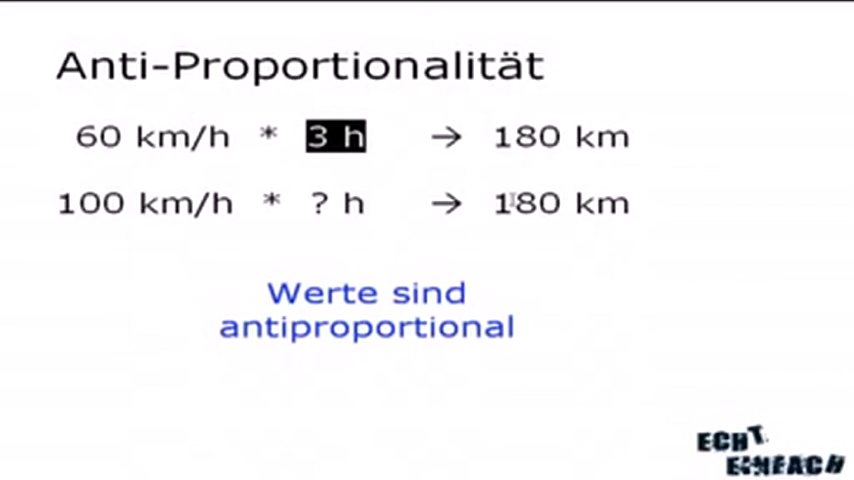 Anti-Proportionalität
60 km/h * 3 h → 180 km
100 km/h * ? h → 180 km
Werte sind
antiproportional
ECHT
EINFACH